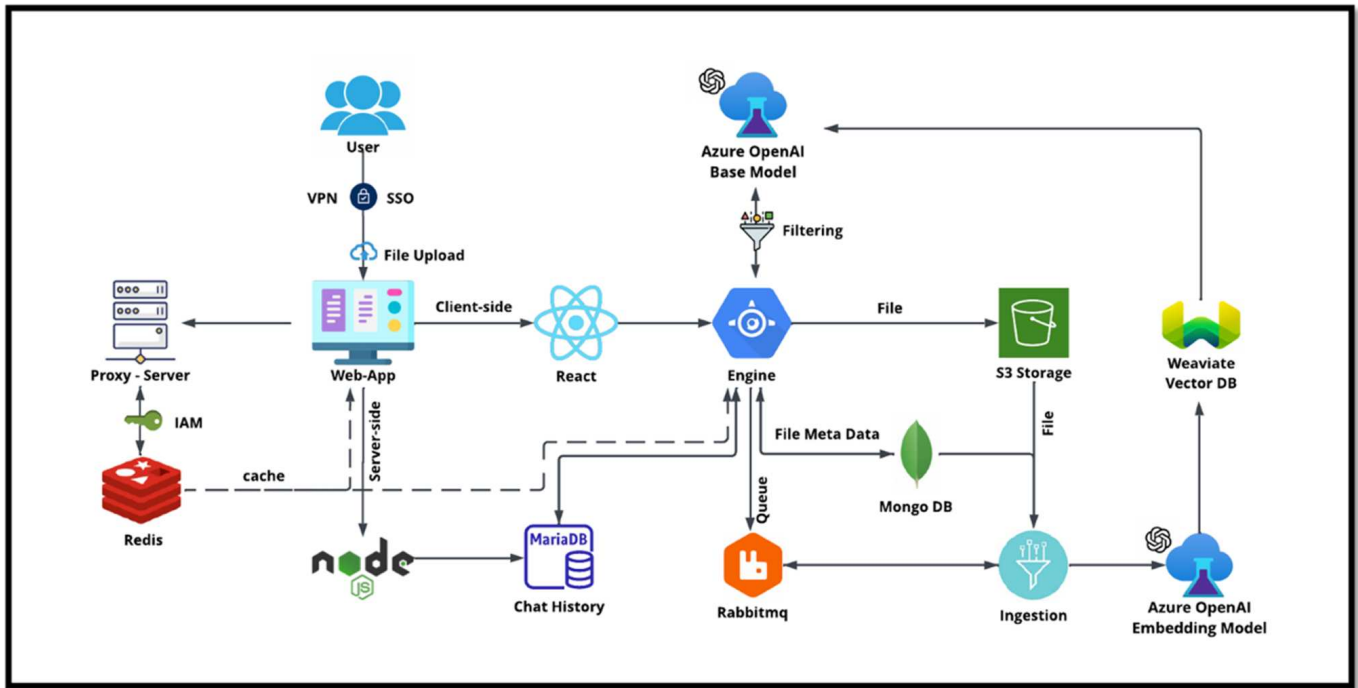 User
VPN
SSO
File Upload
Azure OpenAI
Base Model
Filtering
Proxy - Server
Web-App
Client-side
React
Engine
File
S3 Storage
Weaviate
Vector DB
IAM
Server-side
File Meta Data
File
cache
Redis
Queue
Mongo DB
node
JS
MariaDB
Chat History
Rabbitmq
Ingestion
Azure OpenAI
Embedding Model